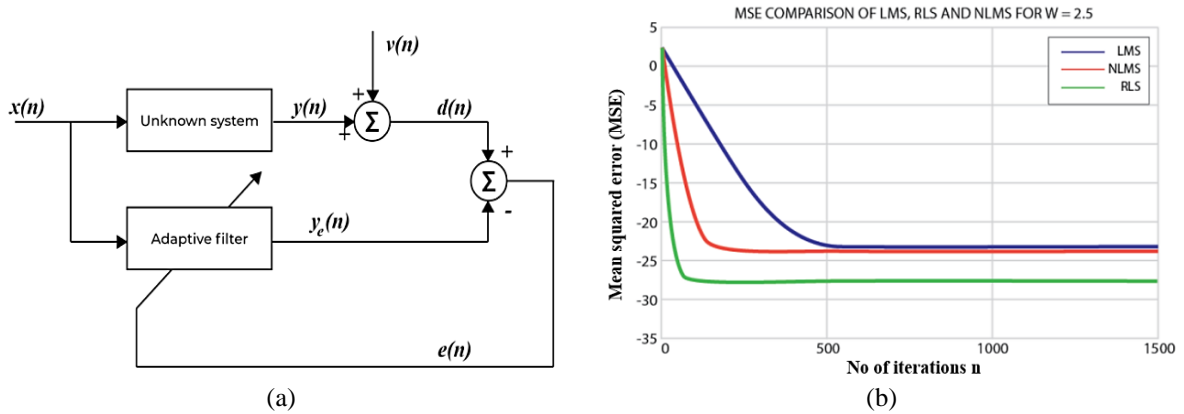 v(n)
+
x(n)
Unknown system
y(n)
Σ
d(n)
+
+
Σ
-
Adaptive filter
y_e(n)
e(n)
(a)
MSE COMPARISON OF LMS, RLS AND NLMS FOR W = 2.5
LMS
NLMS
RLS
Mean squared error (MSE)
5
0
-5
-10
-15
-20
-25
-30
-35
0
500
1000
1500
No of iterations n
(b)